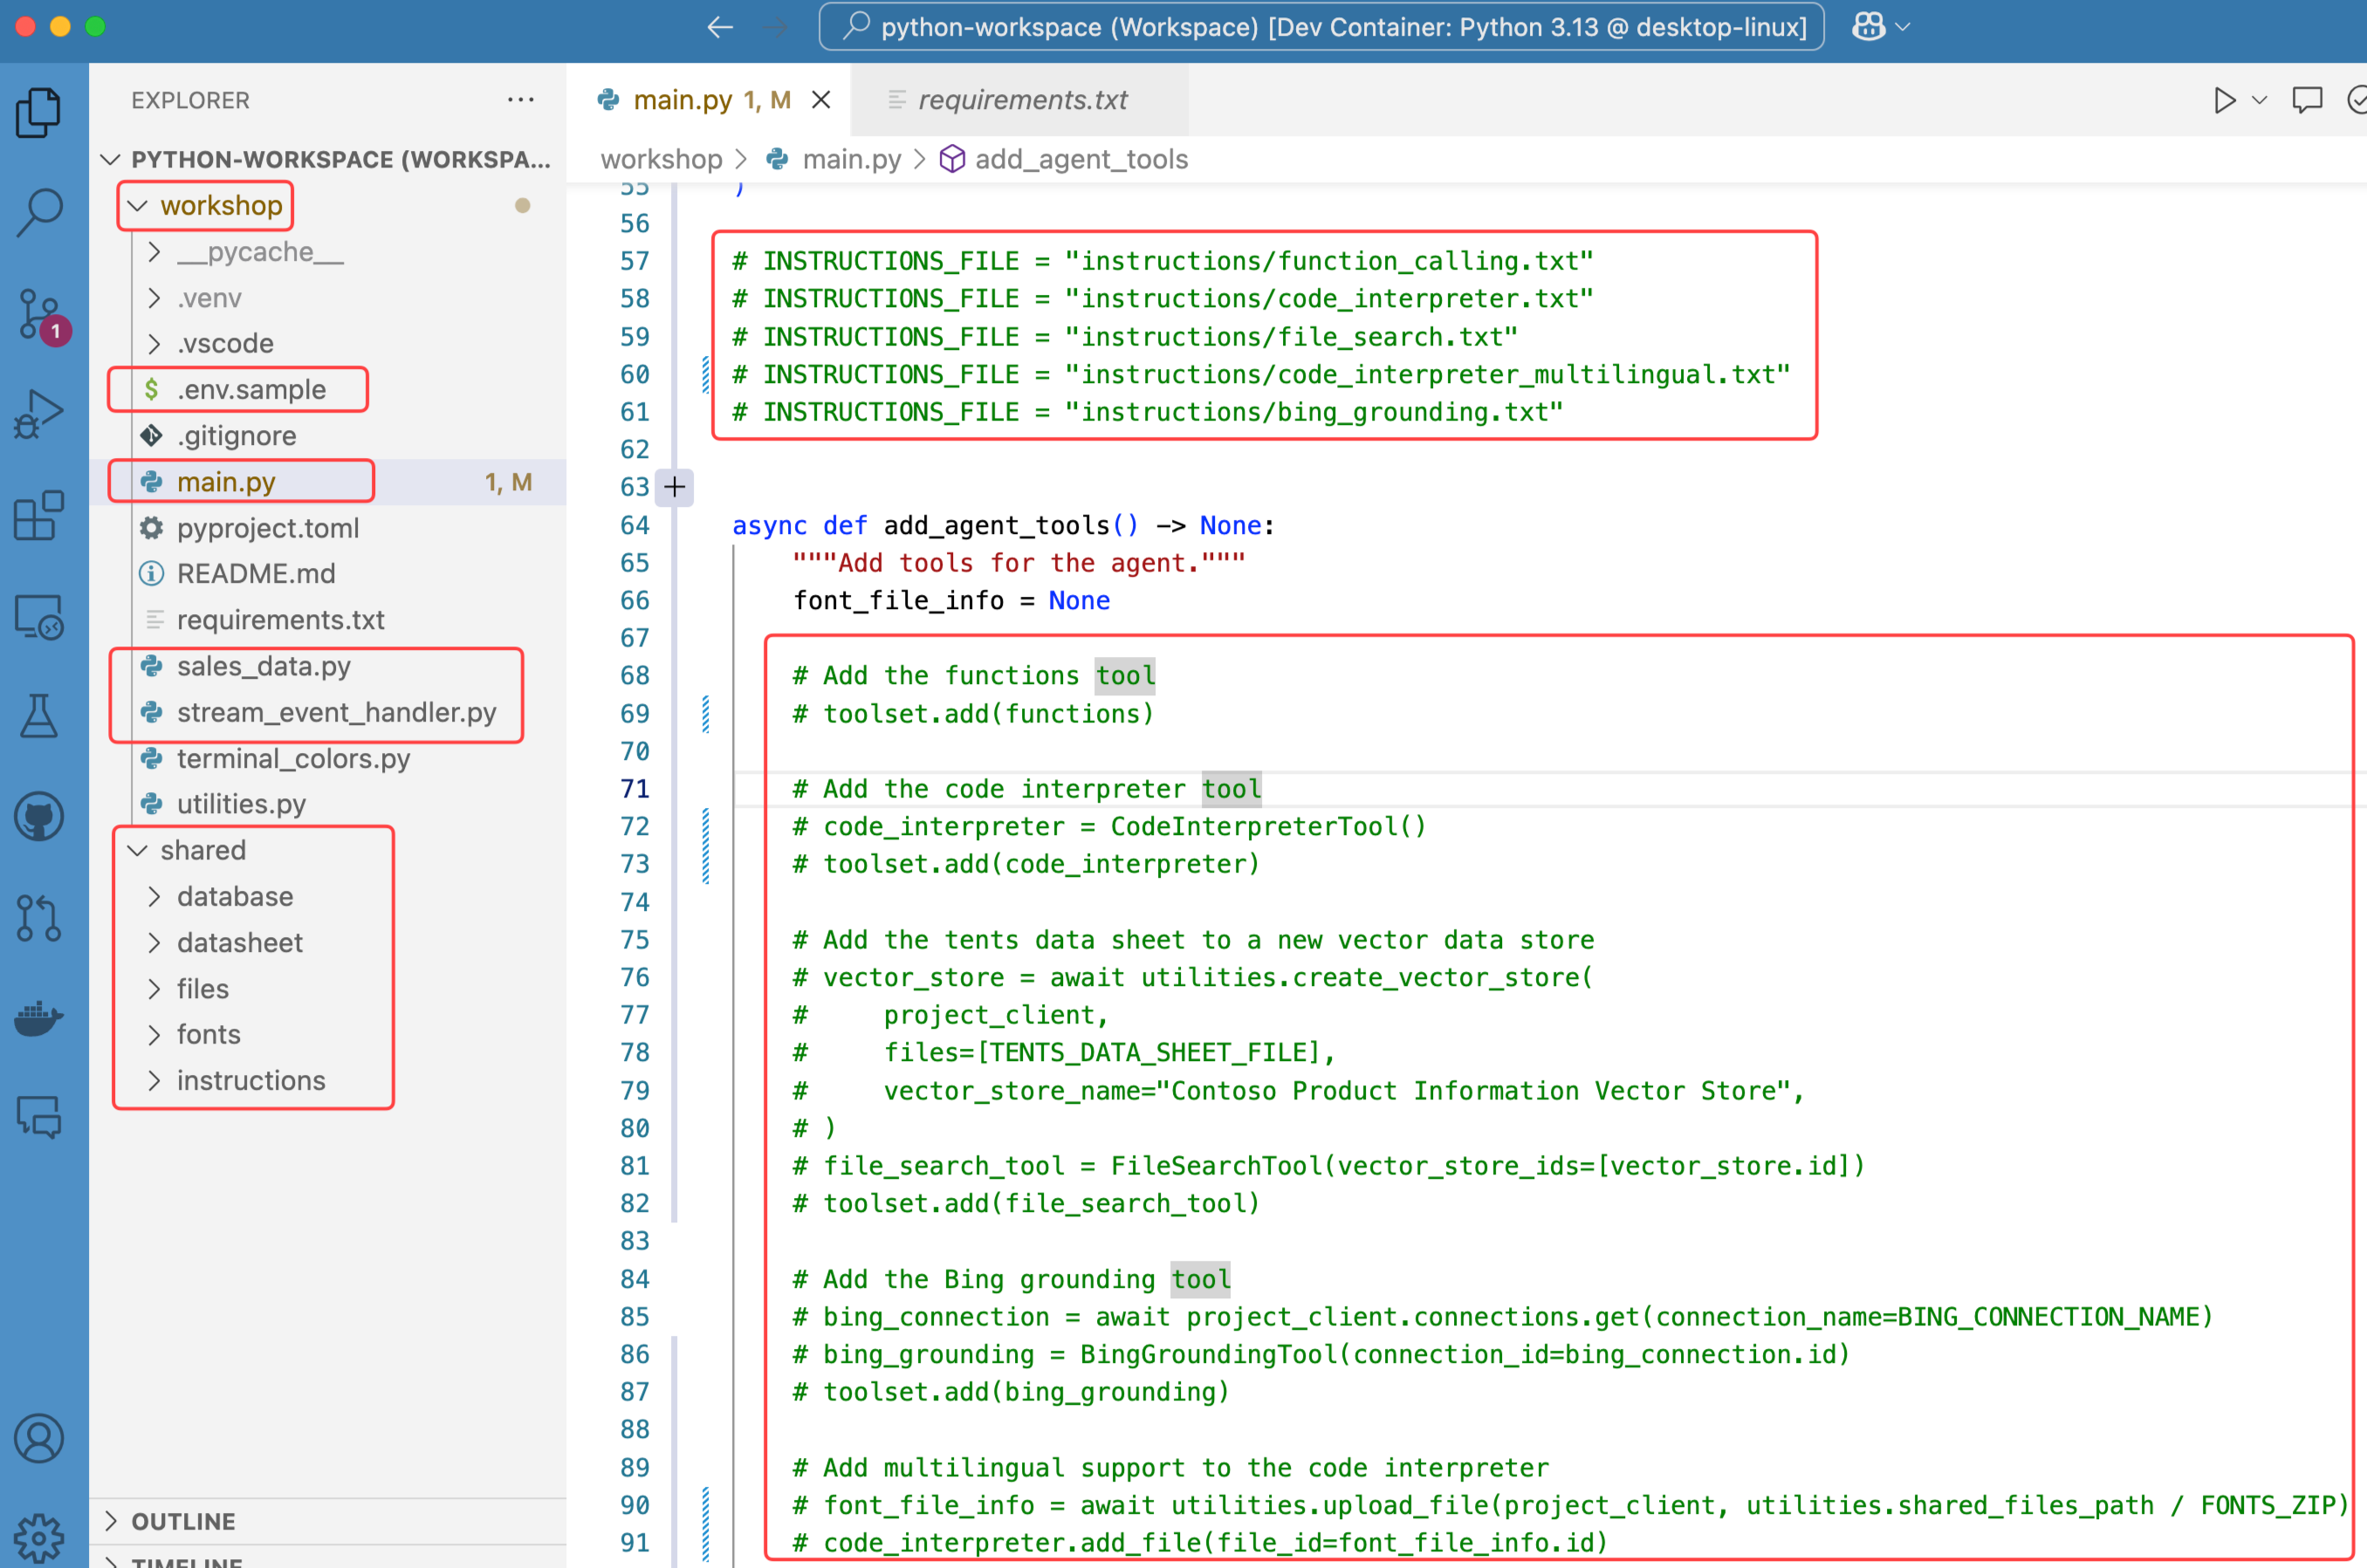 python-workspace (Workspace) [Dev Container: Python 3.13 @ desktop-linux]
EXPLORER
PYTHON-WORKSPACE (WORKSPA...
workshop
__pycache__
.venv
.vscode
$ .env.sample
.gitignore
main.py 1, M
pyproject.toml
README.md
requirements.txt
sales_data.py
stream_event_handler.py
terminal_colors.py
utilities.py
shared
database
datasheet
files
fonts
instructions
OUTLINE
TIMELINE
1
main.py 1, M
requirements.txt
workshop > main.py > add_agent_tools
55 )
56
57 # INSTRUCTIONS_FILE = "instructions/function_calling.txt"
58 # INSTRUCTIONS_FILE = "instructions/code_interpreter.txt"
59 # INSTRUCTIONS_FILE = "instructions/file_search.txt"
60 # INSTRUCTIONS_FILE = "instructions/code_interpreter_multilingual.txt"
61 # INSTRUCTIONS_FILE = "instructions/bing_grounding.txt"
62
63
64 async def add_agent_tools() -> None:
65 """Add tools for the agent."""
66 font_file_info = None
67
68 # Add the functions tool
69 # toolset.add(functions)
70
71 # Add the code interpreter tool
72 # code_interpreter = CodeInterpreterTool()
73 # toolset.add(code_interpreter)
74
75 # Add the tents data sheet to a new vector data store
76 # vector_store = await utilities.create_vector_store(
77 #     project_client,
78 #     files=[TENTS_DATA_SHEET_FILE],
79 #     vector_store_name="Contoso Product Information Vector Store",
80 # )
81 # file_search_tool = FileSearchTool(vector_store_ids=[vector_store.id])
82 # toolset.add(file_search_tool)
83
84 # Add the Bing grounding tool
85 # bing_connection = await project_client.connections.get(connection_name=BING_CONNECTION_NAME)
86 # bing_grounding = BingGroundingTool(connection_id=bing_connection.id)
87 # toolset.add(bing_grounding)
88
89 # Add multilingual support to the code interpreter
90 # font_file_info = await utilities.upload_file(project_client, utilities.shared_files_path / FONTS_ZIP)
91 # code_interpreter.add_file(file_id=font_file_info.id)